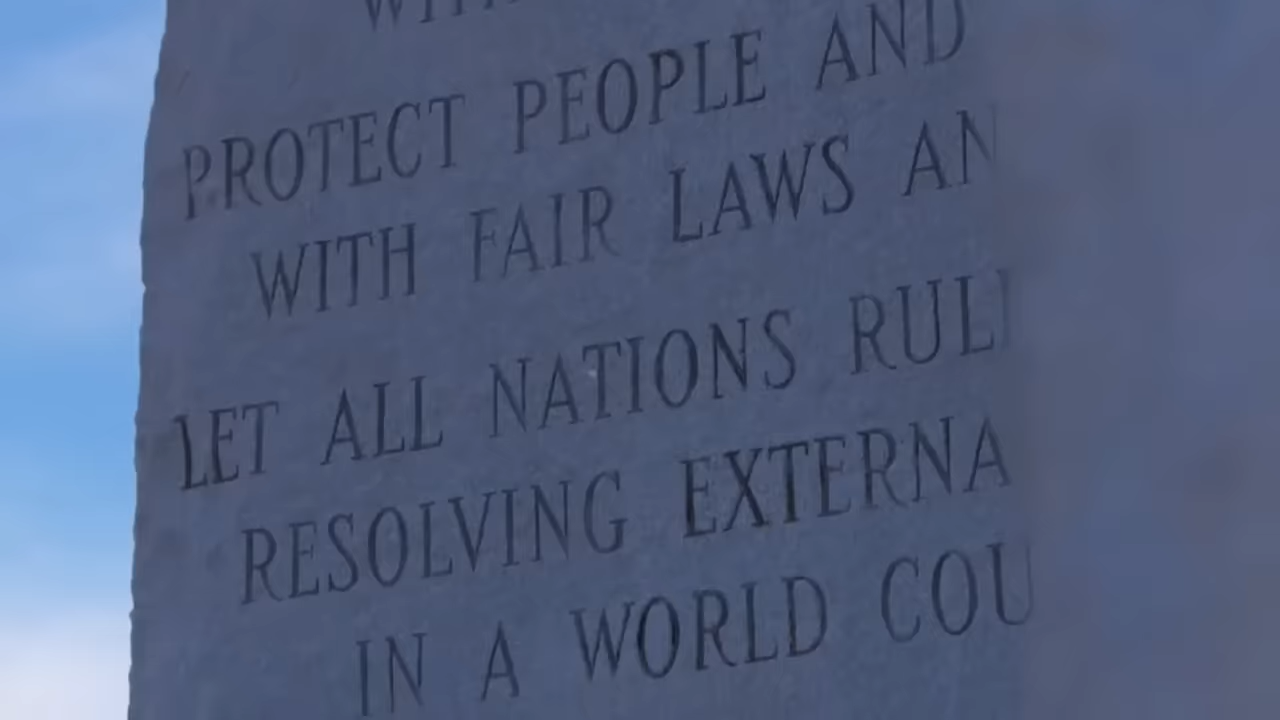 PROTECT PEOPLE AND
WITH FAIR LAWS AN
LET ALL NATIONS RUL
RESOLVING EXTERNA
IN A WORLD COU